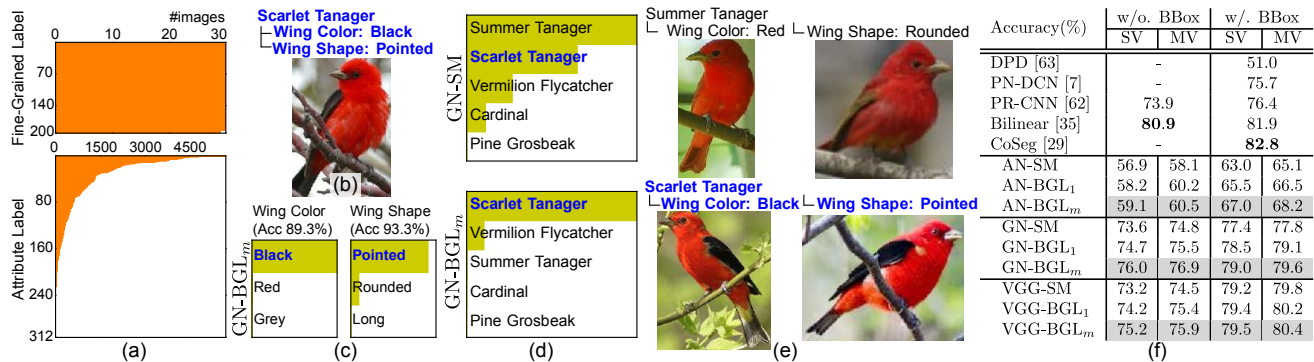 #images
0 10 20 30
Fine-Grained Label
70
140
200
1500 3000 4500
Attribute Label
80
160
240
312
(a)
Scarlet Tanager
Wing Color: Black
Wing Shape: Pointed
(b)
GN-BGLm
Wing Color
(Acc 89.3%)
Black
Red
Grey
Wing Shape
(Acc 93.3%)
Pointed
Rounded
Long
(c)
GN-SM
Summer Tanager
Scarlet Tanager
Vermilion Flycatcher
Cardinal
Pine Grosbeak
GN-BGLm
Scarlet Tanager
Vermilion Flycatcher
Summer Tanager
Cardinal
Pine Grosbeak
(d)
Summer Tanager
Wing Color: Red Wing Shape: Rounded
Scarlet Tanager
Wing Color: Black Wing Shape: Pointed
(e)
Accuracy(%) w/o. BBox w/. BBox
SV MV SV MV
DPD [63] - 51.0
PN-DCN [7] - 75.7
PR-CNN [62] 73.9 76.4
Bilinear [35] 80.9 81.9
CoSeg [29] - 82.8
AN-SM 56.9 58.1 63.0 65.1
AN-BGL1 58.2 60.2 65.5 66.5
AN-BGLm 59.1 60.5 67.0 68.2
GN-SM 73.6 74.8 77.4 77.8
GN-BGL1 74.7 75.5 78.5 79.1
GN-BGLm 76.0 76.9 79.0 79.6
VGG-SM 73.2 74.5 79.2 79.8
VGG-BGL1 74.2 75.4 79.4 80.2
VGG-BGLm 75.2 75.9 79.5 80.4
(f)